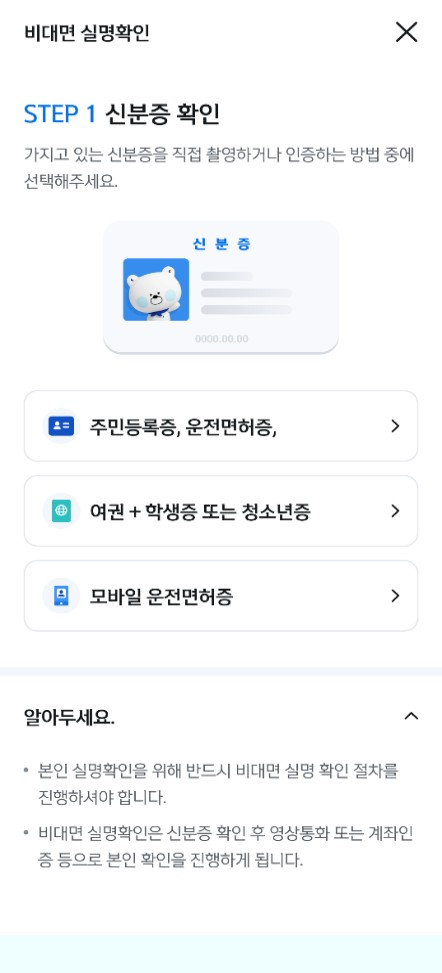 비대면 실명확인
STEP 1 신분증 확인
가지고 있는 신분증을 직접 촬영하거나 인증하는 방법 중에
선택해주세요.
신 분 증
0000.00.00
주민등록증, 운전면허증,
여권 + 학생증 또는 청소년증
모바일 운전면허증
알아두세요.
• 본인 실명확인을 위해 반드시 비대면 실명 확인 절차를
진행하셔야 합니다.
• 비대면 실명확인은 신분증 확인 후 영상통화 또는 계좌인
증 등으로 본인 확인을 진행하게 됩니다.